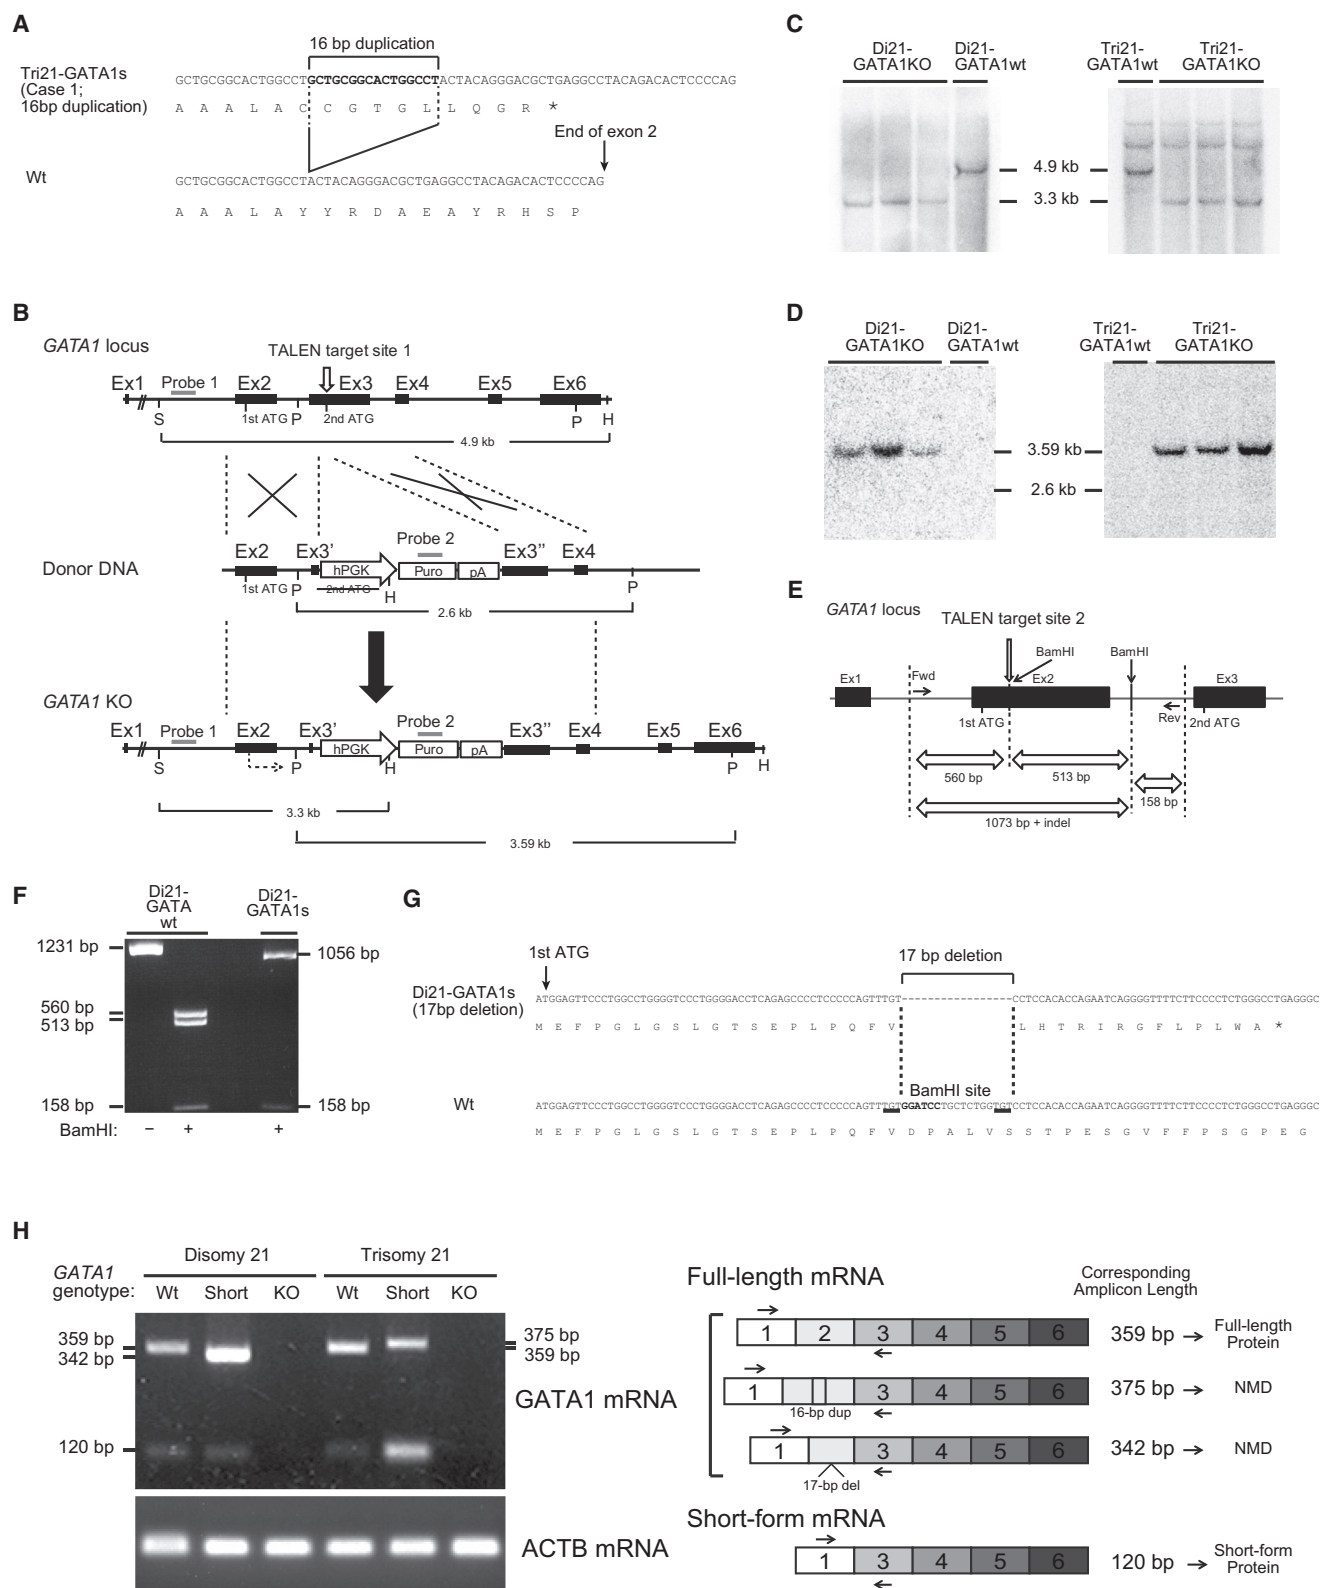 A
16 bp duplication
Tri21-GATA1s
(Case 1;
16bp duplication)
GCTGCGGCACTGGCCTGCTGCGGCACTGGCCTACTACAGGGACGCTGAGGCCTACAGACACTCCCCAG
A A A L A C C G T G L L Q G R *
End of exon 2
Wt
GCTGCGGCACTGGCCTACTACAGGGACGCTGAGGCCTACAGACACTCCCCAG
A A A L A Y Y R D A E A Y R H S P
B
GATA1 locus
TALEN target site 1
Ex1 Probe 1 Ex2 Ex3 Ex4 Ex5 Ex6
S 1st ATG P 2nd ATG P H
4.9 kb
Donor DNA
Ex2 Ex3' hPGK Probe 2 Puro pA Ex3'' Ex4
1st ATG P 2nd ATG H P
2.6 kb
GATA1 KO
Ex1 Probe 1 Ex2 Ex3' hPGK Probe 2 Puro pA Ex3'' Ex4 Ex5 Ex6
S P H P H
3.3 kb
3.59 kb
C
Di21-
GATA1KO
Di21-
GATA1wt
Tri21-
GATA1wt
Tri21-
GATA1KO
4.9 kb
3.3 kb
D
Di21-
GATA1KO
Di21-
GATA1wt
Tri21-
GATA1wt
Tri21-
GATA1KO
3.59 kb
2.6 kb
E
GATA1 locus
TALEN target site 2
BamHI
BamHI
Ex1 Fwd Ex2 Ex3
1st ATG Rev 2nd ATG
560 bp 513 bp 158 bp
1073 bp + indel
F
Di21-
GATA
wt
Di21-
GATA1s
1231 bp 1056 bp
560 bp
513 bp
158 bp 158 bp
BamHI: − + +
G
1st ATG
17 bp deletion
Di21-GATA1s
(17bp deletion)
ATGGAGTTCCCTGGCCTGGGGTCCCTGGGGACCTCAGAGCCCCTCCCCCAGTTTGT-----------------CCTCCACACCAGAATCAGGGGTTTTCTTCCCCTCTGGGCCTGAGGGC
M E F P G L G S L G T S E P L P Q F V L H T R I R G F L P L W A *
BamHI site
Wt
ATGGAGTTCCCTGGCCTGGGGTCCCTGGGGACCTCAGAGCCCCTCCCCCAGTTTGTGGATCCTGCTCTGGTGTCCTCCACACCAGAATCAGGGGTTTTCTTCCCCTCTGGGCCTGAGGGC
M E F P G L G S L G T S E P L P Q F V D P A L V S S T P E S G V F F P S G P E G
H
Disomy 21 Trisomy 21
GATA1
genotype: Wt Short KO Wt Short KO
359 bp 375 bp
342 bp 359 bp
GATA1 mRNA
120 bp
ACTB mRNA
Full-length mRNA
Corresponding
Amplicon Length
1 2 3 4 5 6 359 bp → Full-length
Protein
1 3 4 5 6 375 bp → NMD
16-bp dup
1 3 4 5 6 342 bp → NMD
17-bp del
Short-form mRNA
1 3 4 5 6 120 bp → Short-form
Protein